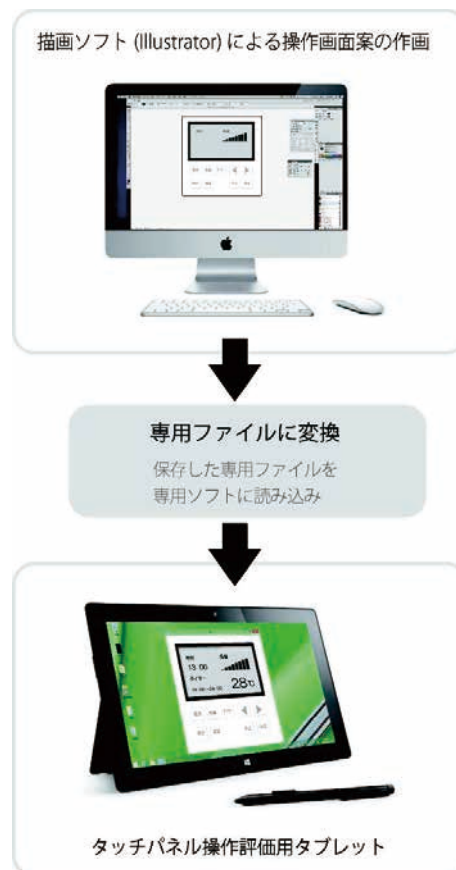 描画ソフト (Illustrator) による操作画面案の作画
専用ファイルに変換
保存した専用ファイルを
専用ソフトに読み込み
13:00
28℃
タッチパネル操作評価用タブレット